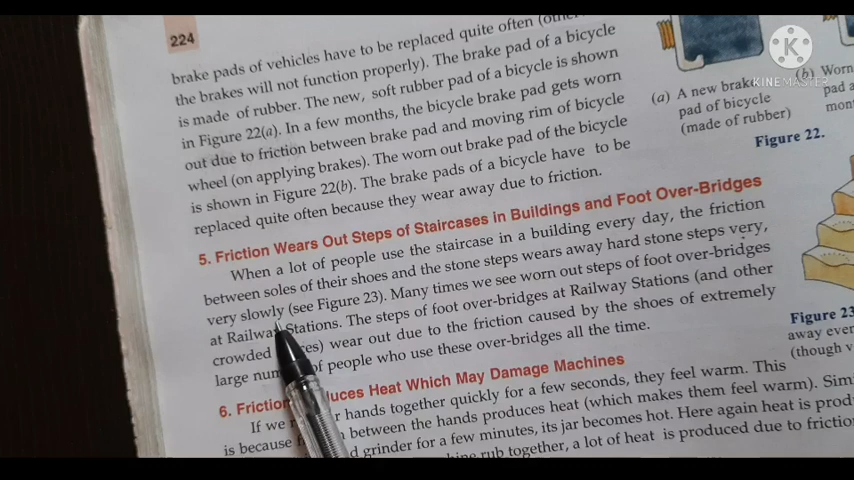 224
brake pads of vehicles have to be replaced quite often
the brakes will not function properly). The brake pad of a bicycle
is made of rubber. The new, soft rubber pad of a bicycle is shown
in Figure 22(a). In a few months, the bicycle brake pad gets worn
out due to friction between brake pad and moving rim of bicycle
wheel (on applying brakes). The worn out brake pad of the bicycle
is shown in Figure 22(b). The brake pads of a bicycle have to be
replaced quite often because they wear away due to friction.
5. Friction Wears Out Steps of Staircases in Buildings and Foot Over-Bridges
When a lot of people use the staircase in a building every day, the friction
between soles of their shoes and the stone steps wears away hard stone steps very,
very slowly (see Figure 23). Many times we see worn out steps of foot over-bridges
at Railway Stations. The steps of foot over-bridges at Railway Stations (and other
crowded wear out due to the friction caused by the shoes of extremely
large of people who use these over-bridges all the time.
6. Heat Which May Damage Machines
If we hands together quickly for a few seconds, they feel warm. This
is because between the hands produces heat (which makes them feel warm).
grinder for a few minutes, its jar becomes hot. Here again heat is
rub together, a lot of heat is produced due to
(a) A new brake
pad of bicycle
(made of rubber)
(b) Worn
pad
Figure 22.
Figure 23
away
(though
KINEMASTER